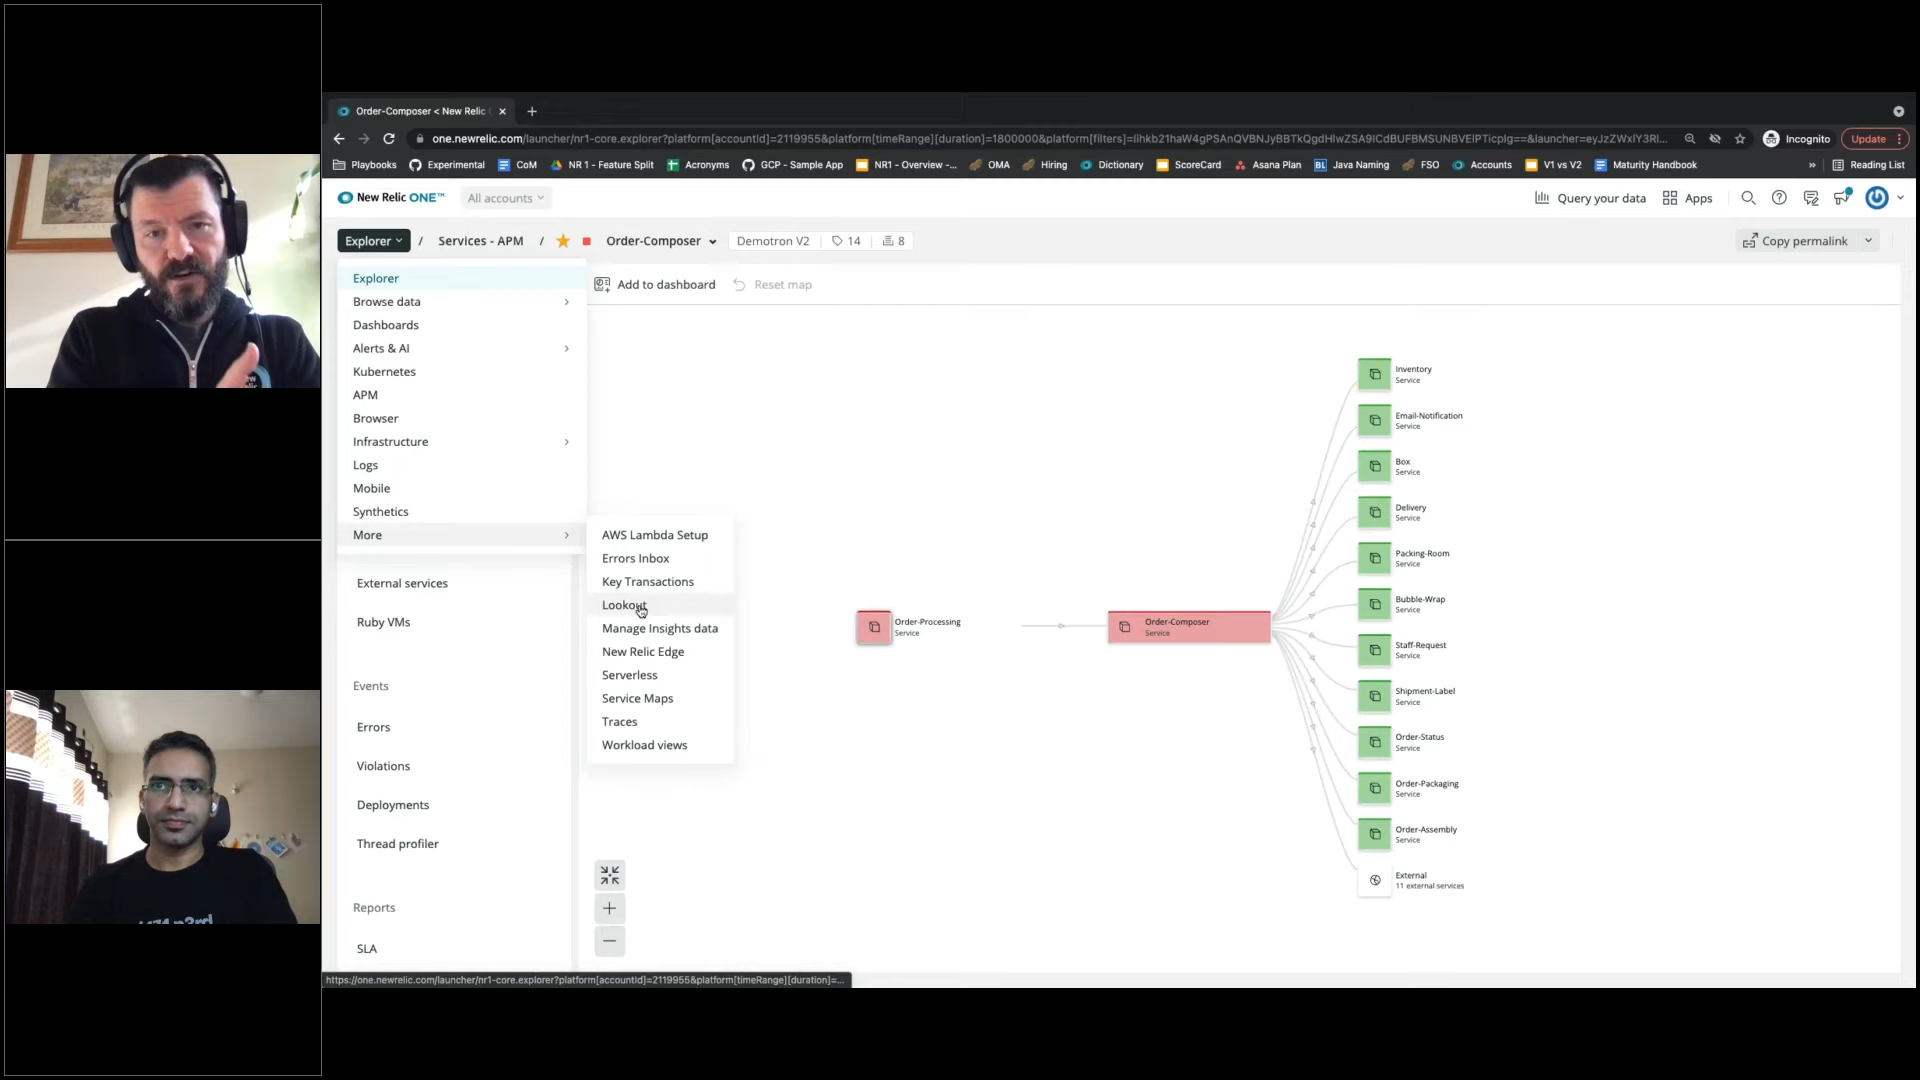 Order-Composer < New Relic
one.newrelic.com/launcher/nr1-core.explorer?platform[accountId]=2119955&platform[timeRange][duration]=1800000&platform[filters]=
Incognito
Update
Playbooks
Experimental
CoM
NR 1 - Feature Split
Acronyms
GCP - Sample App
NR1 - Overview -...
OMA
Hiring
Dictionary
ScoreCard
Asana Plan
Java Naming
FSO
Accounts
V1 vs V2
Maturity Handbook
»
Reading List
New Relic ONE™
All accounts
Query your data
Apps
Explorer / Services - APM / Order-Composer
Demotron V2
14
8
Copy permalink
Explorer
Browse data
Dashboards
Alerts & AI
Kubernetes
APM
Browser
Infrastructure
Logs
Mobile
Synthetics
More
External services
Ruby VMs
Events
Errors
Violations
Deployments
Thread profiler
Reports
SLA
AWS Lambda Setup
Errors Inbox
Key Transactions
Lookout
Manage Insights data
New Relic Edge
Serverless
Service Maps
Traces
Workload views
Add to dashboard
Reset map
Order-Processing
Service
Order-Composer
Service
Inventory
Service
Email-Notification
Service
Box
Service
Delivery
Service
Packing-Room
Service
Bubble-Wrap
Service
Staff-Request
Service
Shipment-Label
Service
Order-Status
Service
Order-Packaging
Service
Order-Assembly
Service
External
11 external services
https://one.newrelic.com/launcher/nr1-core.explorer?platform[accountId]=2119955&platform[timeRange][duration]=...